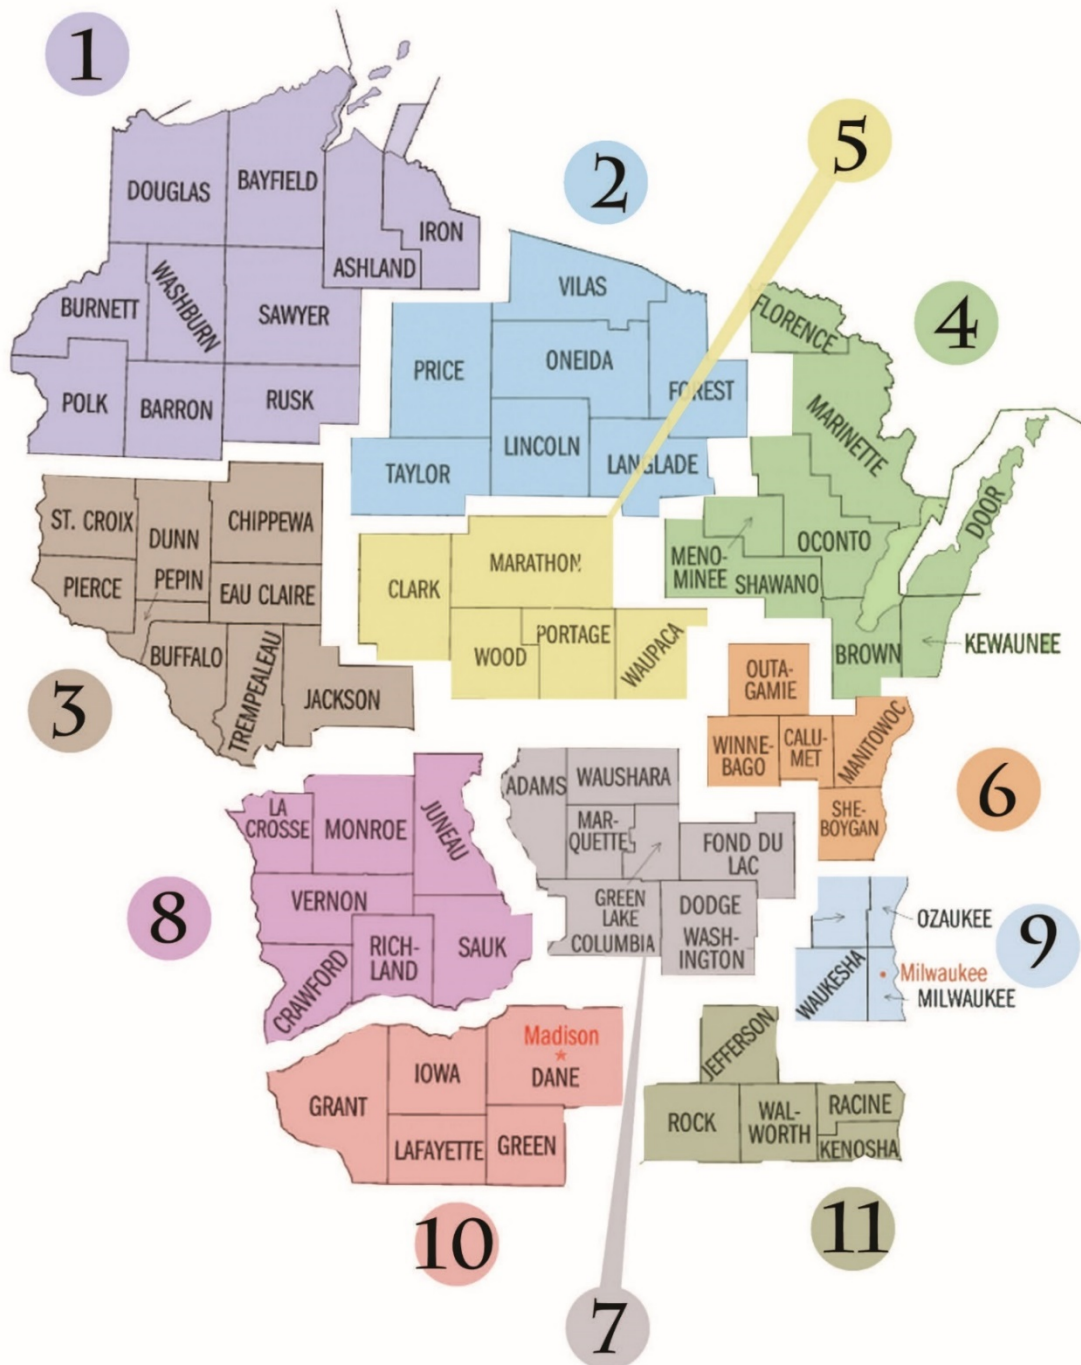 1
DOUGLAS
BAYFIELD
IRON
ASHLAND
BURNETT
WASHBURN
SAWYER
POLK
BARRON
RUSK
2
VILAS
PRICE
ONEIDA
FOREST
LINCOLN
LANGLADE
TAYLOR
5
4
FLORENCE
MARINETTE
DOOR
OCONTO
MENO-
MINEE
SHAWANO
BROWN
KEWAUNEE
ST. CROIX
DUNN
CHIPPEWA
PIERCE
PEPIN
EAU CLAIRE
BUFFALO
TREMPEALEAU
JACKSON
3
CLARK
MARATHON
WOOD
PORTAGE
WAUPACA
OUTA-
GAMIE
WINNE-
BAGO
CALU-
MET
MANITOWOC
SHE-
BOYGAN
6
LA
CROSSE
MONROE
JUNEAU
VERNON
RICH-
LAND
SAUK
CRAWFORD
8
ADAMS
WAUSHARA
MAR-
QUETTE
FOND DU
LAC
GREEN
LAKE
COLUMBIA
DODGE
WASH-
INGTON
OZAUKEE
9
WAUKESHA
Milwaukee
MILWAUKEE
Madison
DANE
IOWA
GRANT
LAFAYETTE
GREEN
10
JEFFERSON
ROCK
WAL-
WORTH
RACINE
KENOSHA
11
7